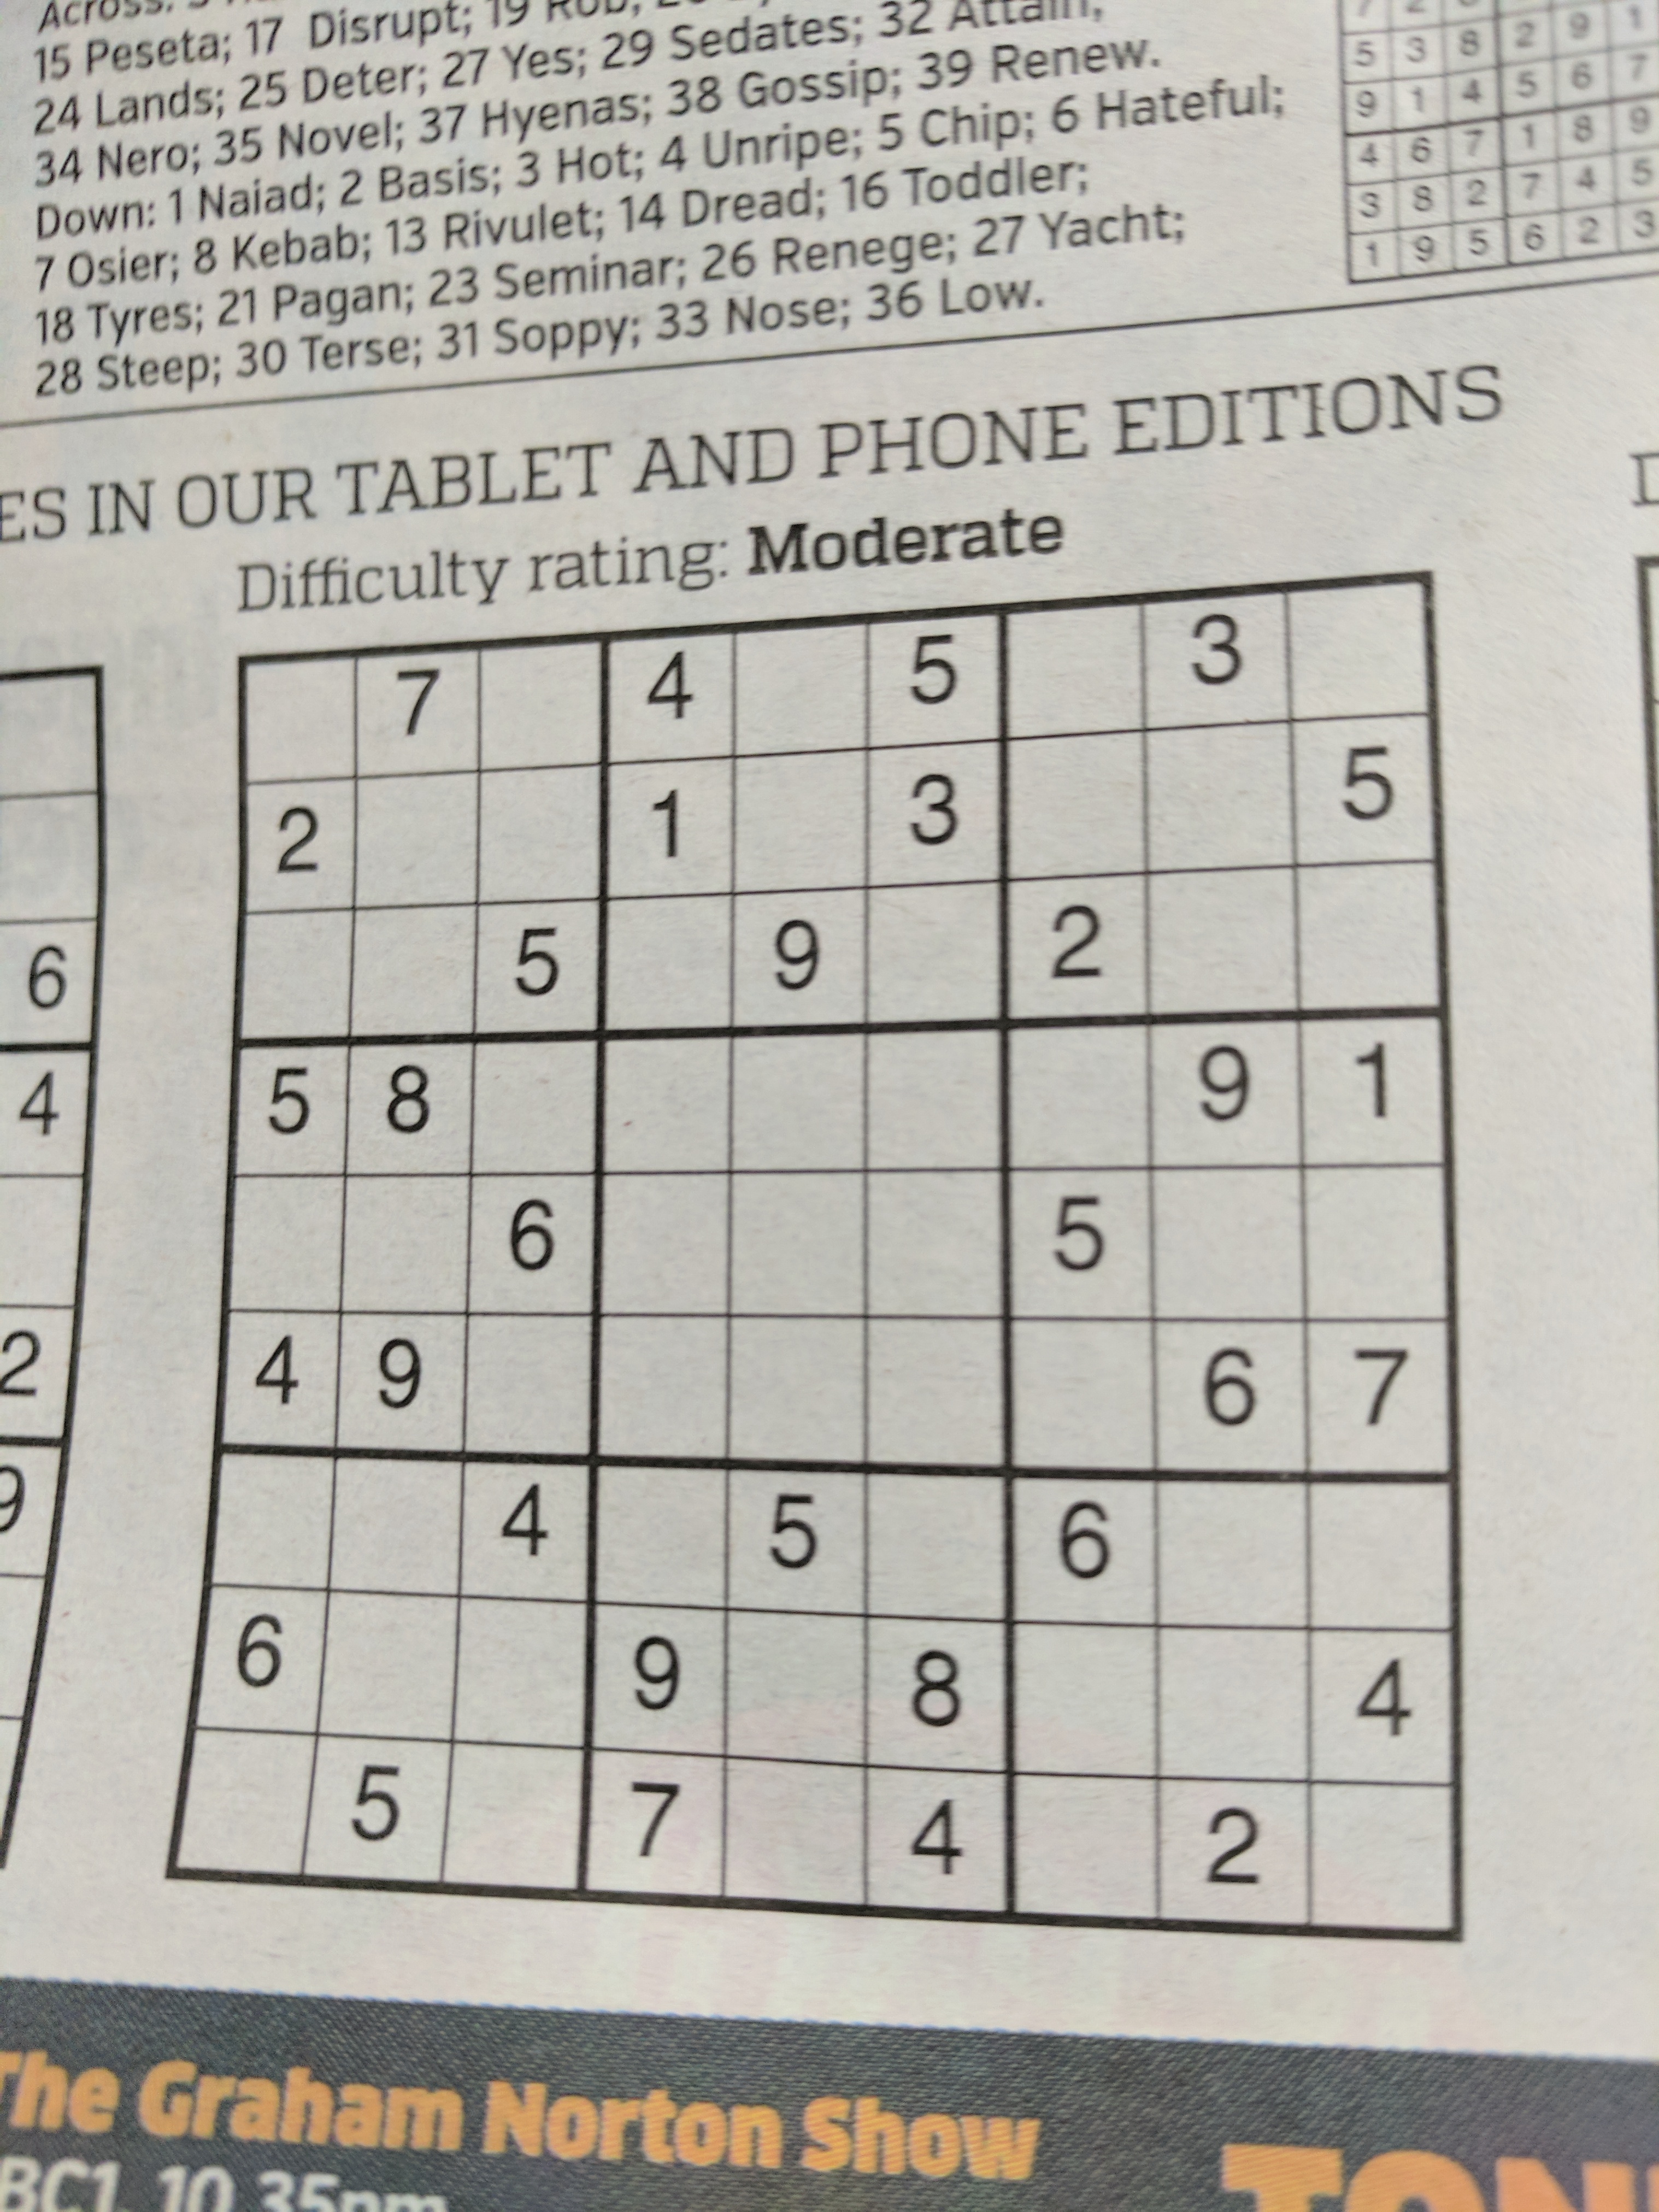 15 Peseta; 17 Disrupt; 19 Rob;
24 Lands; 25 Deter; 27 Yes; 29 Sedates; 32 Attain;
34 Nero; 35 Novel; 37 Hyenas; 38 Gossip; 39 Renew.
Down: 1 Naiad; 2 Basis; 3 Hot; 4 Unripe; 5 Chip; 6 Hateful;
7 Osier; 8 Kebab; 13 Rivulet; 14 Dread; 16 Toddler;
18 Tyres; 21 Pagan; 23 Seminar; 26 Renege; 27 Yacht;
28 Steep; 30 Terse; 31 Soppy; 33 Nose; 36 Low.
5 3 8 2 9 1
9 1 4 5 6 7
4 6 7 1 8 9
3 8 2 7 4 5
1 9 5 6 2 3
ES IN OUR TABLET AND PHONE EDITIONS
Difficulty rating: Moderate
7 4 5 3
2 1 3 5
5 9 2
5 8 9 1
6 5
4 9 6 7
4 5 6
6 9 8 4
5 7 4 2
6
4
2
9
The Graham Norton Show
BC1, 10.35pm